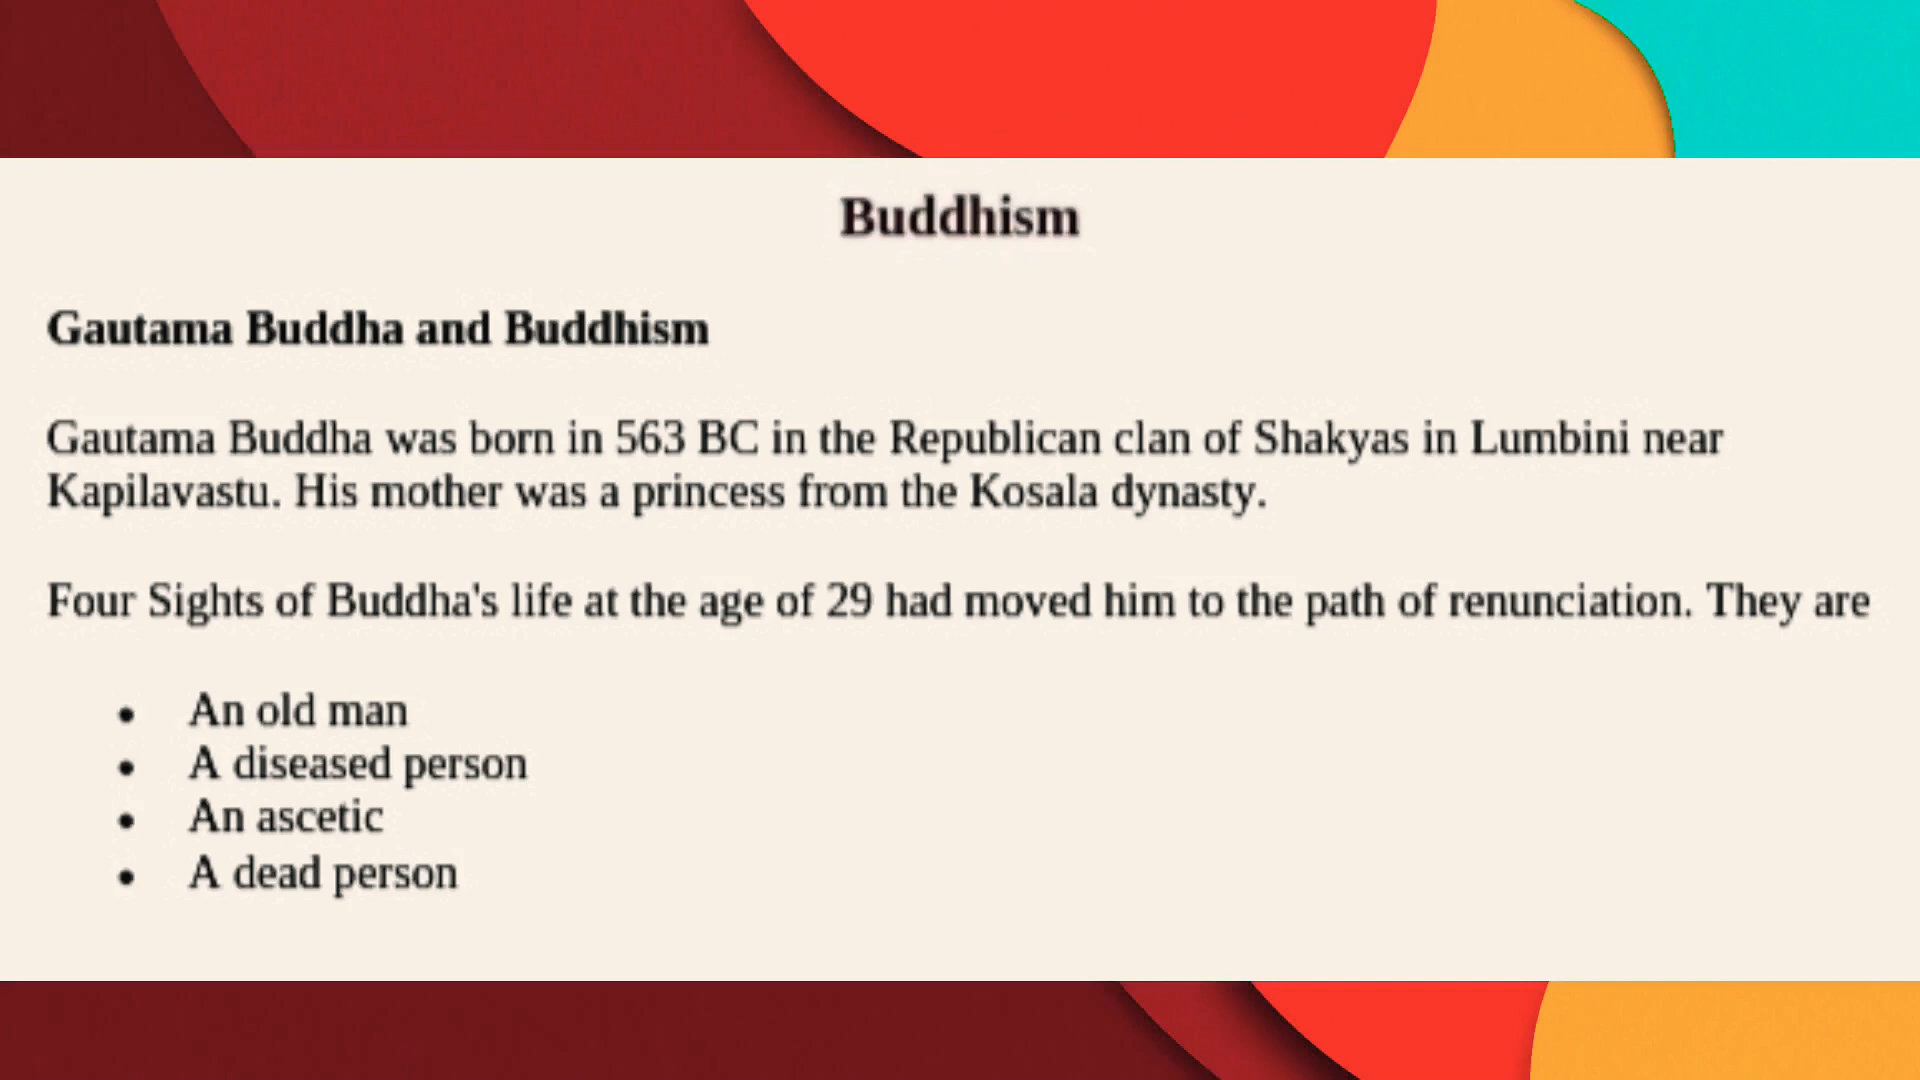 Buddhism
Gautama Buddha and Buddhism
Gautama Buddha was born in 563 BC in the Republican clan of Shakyas in Lumbini near
Kapilavastu. His mother was a princess from the Kosala dynasty.
Four Sights of Buddha's life at the age of 29 had moved him to the path of renunciation. They are
• An old man
• A diseased person
• An ascetic
• A dead person